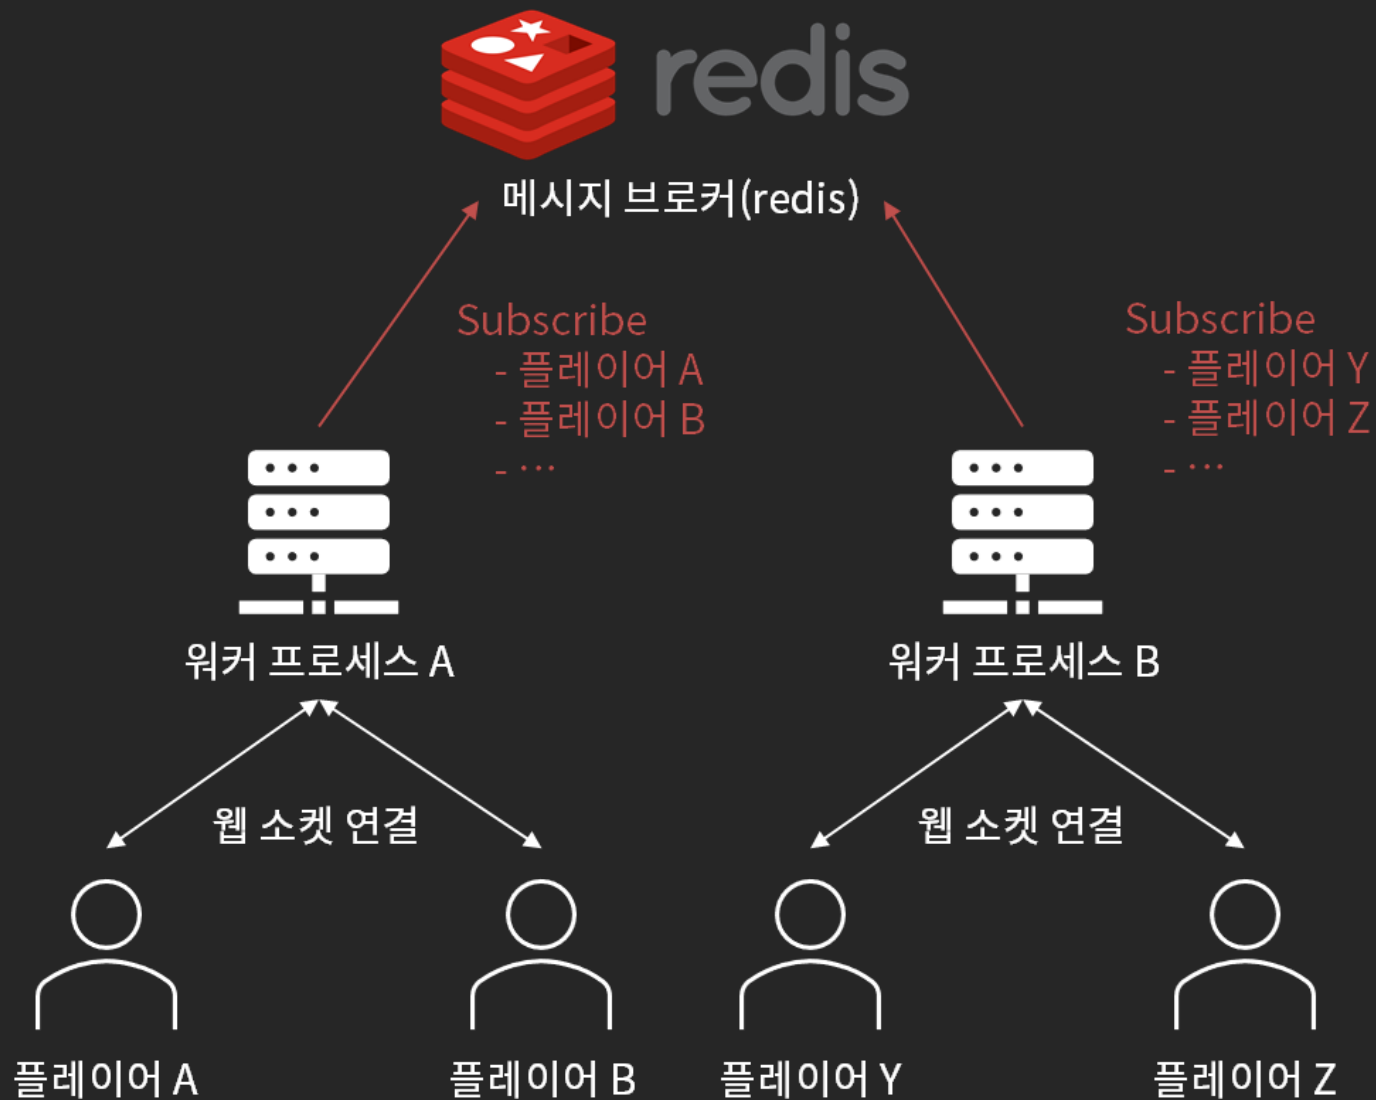 redis
메시지 브로커(redis)
Subscribe
- 플레이어 A
- 플레이어 B
- ...
Subscribe
- 플레이어 Y
- 플레이어 Z
- ...
워커 프로세스 A
워커 프로세스 B
웹 소켓 연결
웹 소켓 연결
플레이어 A
플레이어 B
플레이어 Y
플레이어 Z